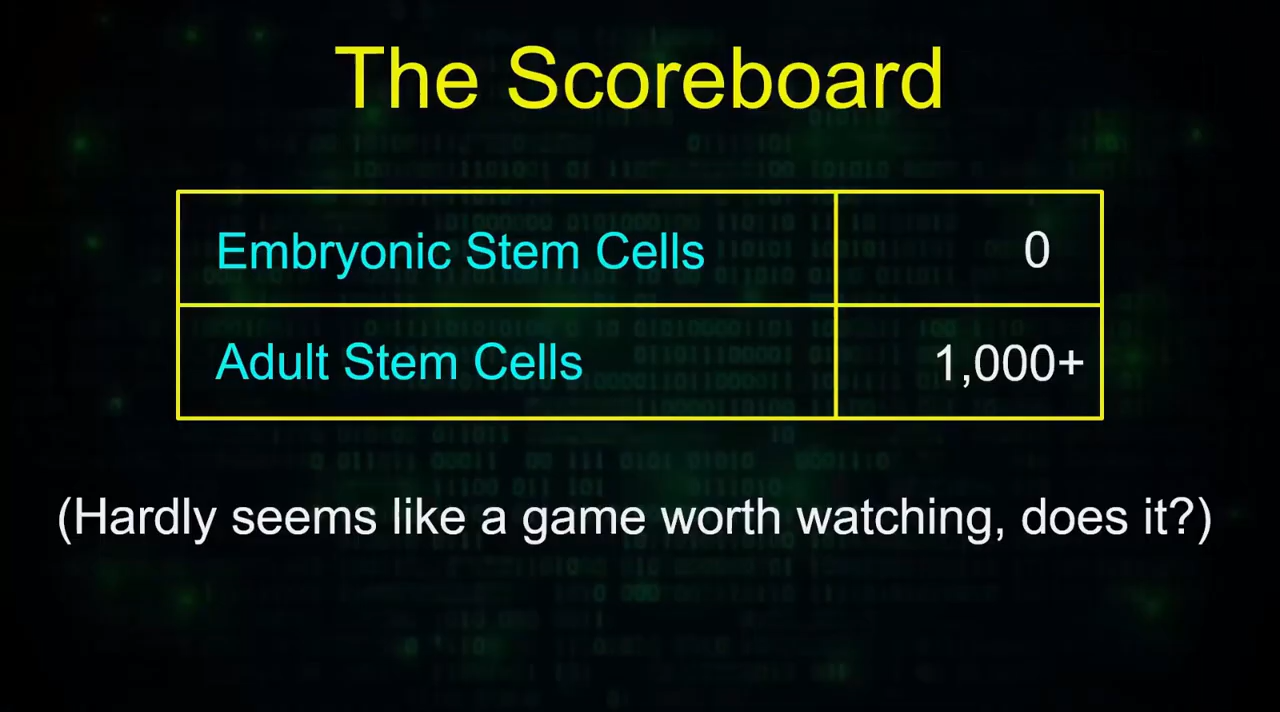 The Scoreboard
Embryonic Stem Cells 0
Adult Stem Cells 1,000+
(Hardly seems like a game worth watching, does it?)